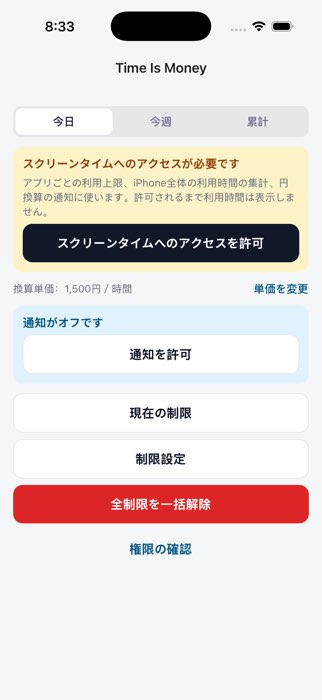 8:33
Time Is Money
今日 今週 累計
スクリーンタイムへのアクセスが必要です
アプリごとの利用上限、iPhone全体の利用時間の集計、円
換算の通知に使います。許可されるまで利用時間は表示しま
せん。
スクリーンタイムへのアクセスを許可
換算単価：1,500円 / 時間 単価を変更
通知がオフです
通知を許可
現在の制限
制限設定
全制限を一括解除
権限の確認